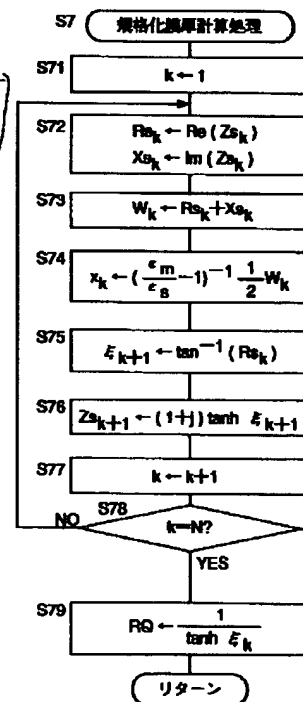 S7 規格化膜厚計算処理
S71 k ← 1
S72 Rs_k ← Re (Zs_k)
Xs_k ← Im (Zs_k)
S73 W_k ← Rs_k + Xs_k
S74 x_k ← (ε_m/ε_s − 1)^−1 1/2 W_k
S75 ξ_k+1 ← tan^−1 (Rs_k)
S76 Zs_k+1 ← (1+j) tanh ξ_k+1
S77 k ← k+1
S78
NO k=N?
YES
S79 RQ ← 1/tanh ξ_k
リターン